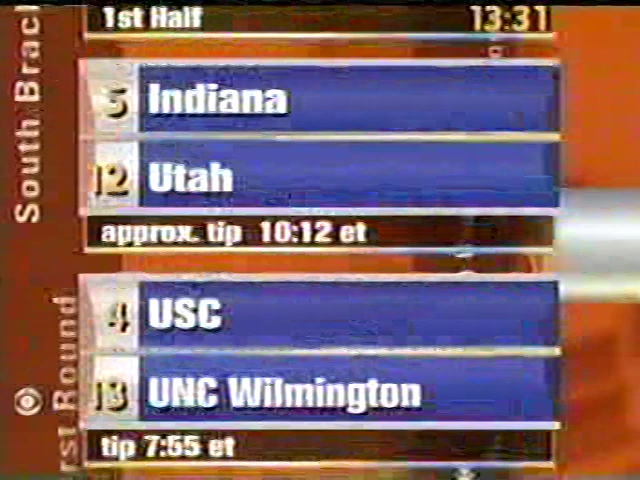 1st Half 13:31
South Brac
5 Indiana
12 Utah
approx. tip 10:12 et
4 USC
13 UNC Wilmington
tip 7:55 et
rst Round